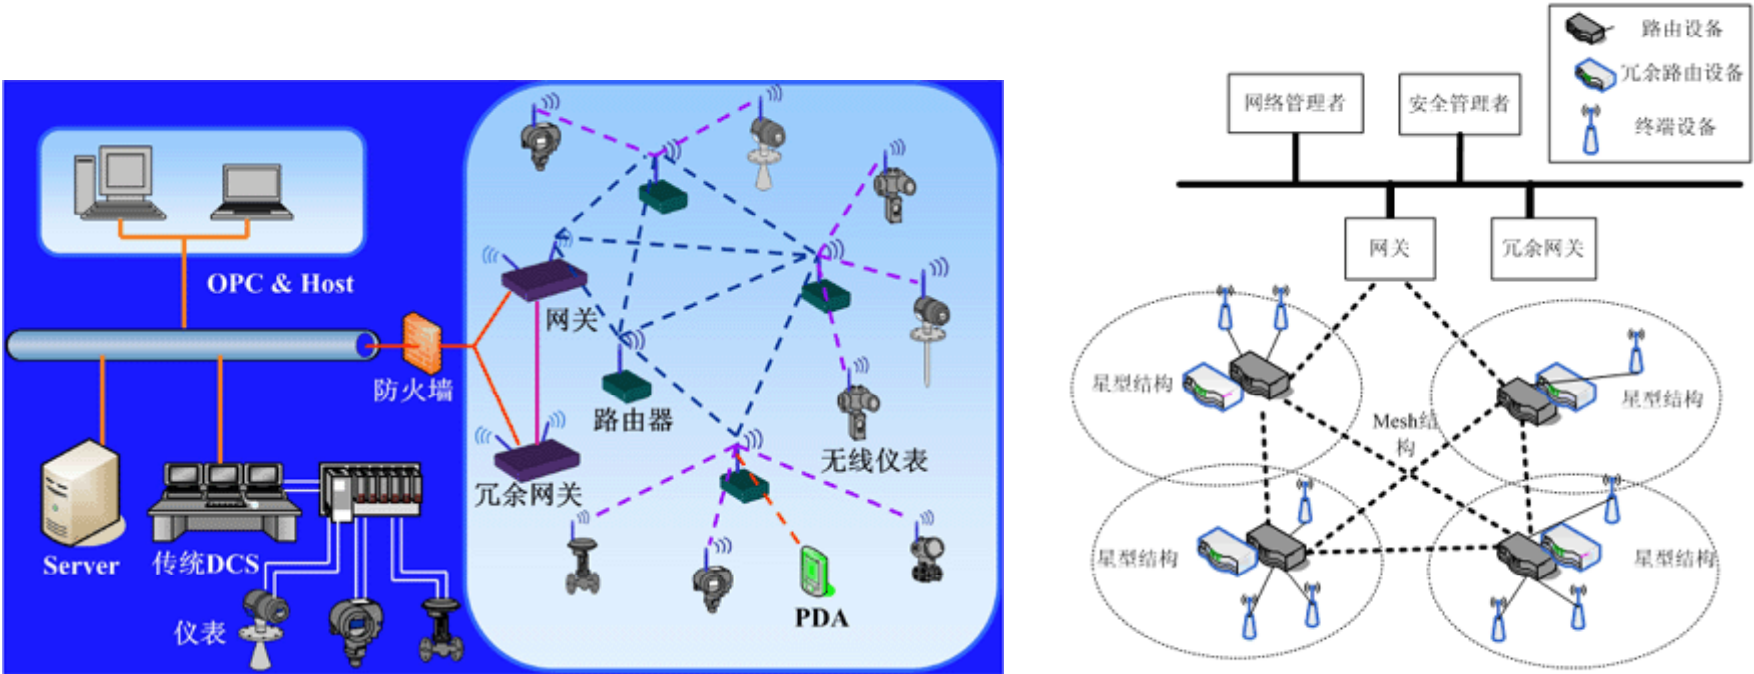 OPC & Host
网关
防火墙
路由器
无线仪表
冗余网关
Server
传统DCS
仪表
PDA
路由设备
冗余路由设备
终端设备
网络管理者
安全管理者
网关
冗余网关
星型结构
星型结构
Mesh结
构
星型结构
星型结构